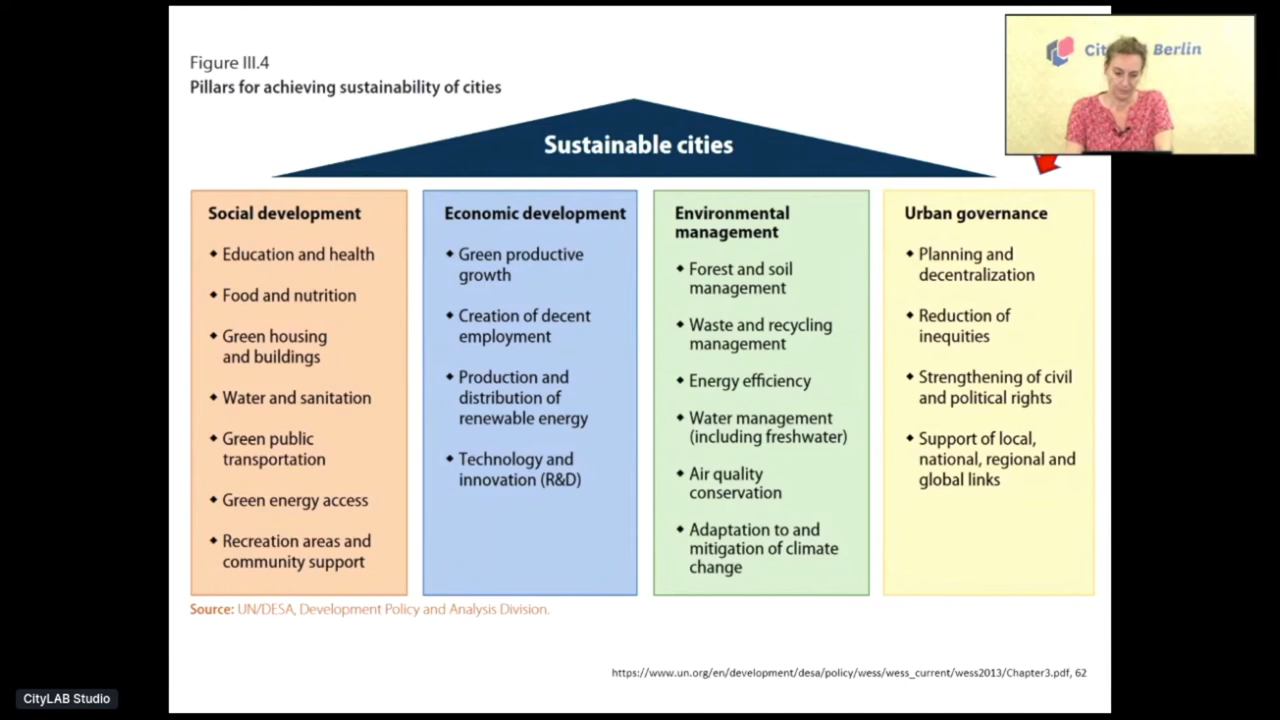 Figure III.4
Pillars for achieving sustainability of cities
Sustainable cities
Social development
◆ Education and health
◆ Food and nutrition
◆ Green housing
and buildings
◆ Water and sanitation
◆ Green public
transportation
◆ Green energy access
◆ Recreation areas and
community support
Economic development
◆ Green productive
growth
◆ Creation of decent
employment
◆ Production and
distribution of
renewable energy
◆ Technology and
innovation (R&D)
Environmental
management
◆ Forest and soil
management
◆ Waste and recycling
management
◆ Energy efficiency
◆ Water management
(including freshwater)
◆ Air quality
conservation
◆ Adaptation to and
mitigation of climate
change
Urban governance
◆ Planning and
decentralization
◆ Reduction of
inequities
◆ Strengthening of civil
and political rights
◆ Support of local,
national, regional and
global links
Source: UN/DESA, Development Policy and Analysis Division.
https://www.un.org/en/development/desa/policy/wess/wess_current/wess2013/Chapter3.pdf, 62
CityLAB Studio
Berlin